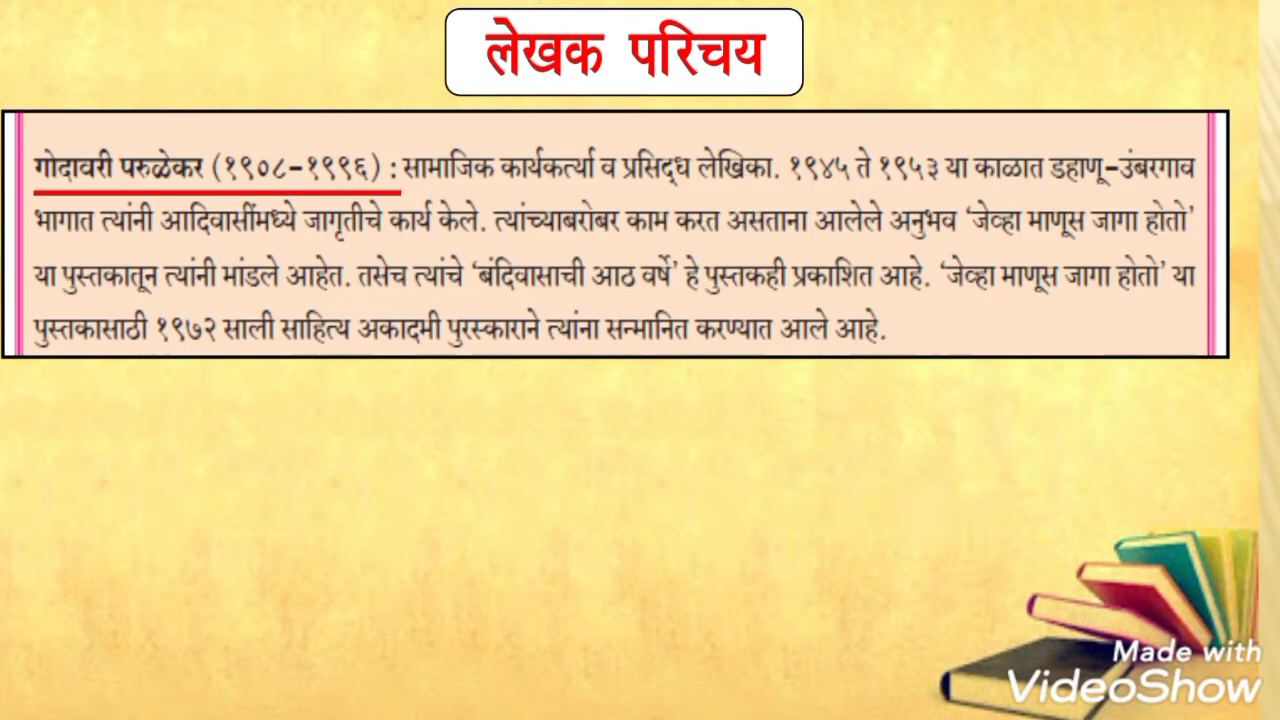 लेखक परिचय
गोदावरी परुळेकर (१९०८-१९९६) : सामाजिक कार्यकर्त्या व प्रसिद्ध लेखिका. १९४५ ते १९५३ या काळात डहाणू-उंबरगाव
भागात त्यांनी आदिवासींमध्ये जागृतीचे कार्य केले. त्यांच्याबरोबर काम करत असताना आलेले अनुभव ‘जेव्हा माणूस जागा होतो’
या पुस्तकातून त्यांनी मांडले आहेत. तसेच त्यांचे ‘बंदिवासाची आठ वर्षे’ हे पुस्तकही प्रकाशित आहे. ‘जेव्हा माणूस जागा होतो’ या
पुस्तकासाठी १९७२ साली साहित्य अकादमी पुरस्काराने त्यांना सन्मानित करण्यात आले आहे.
Made with
VideoShow